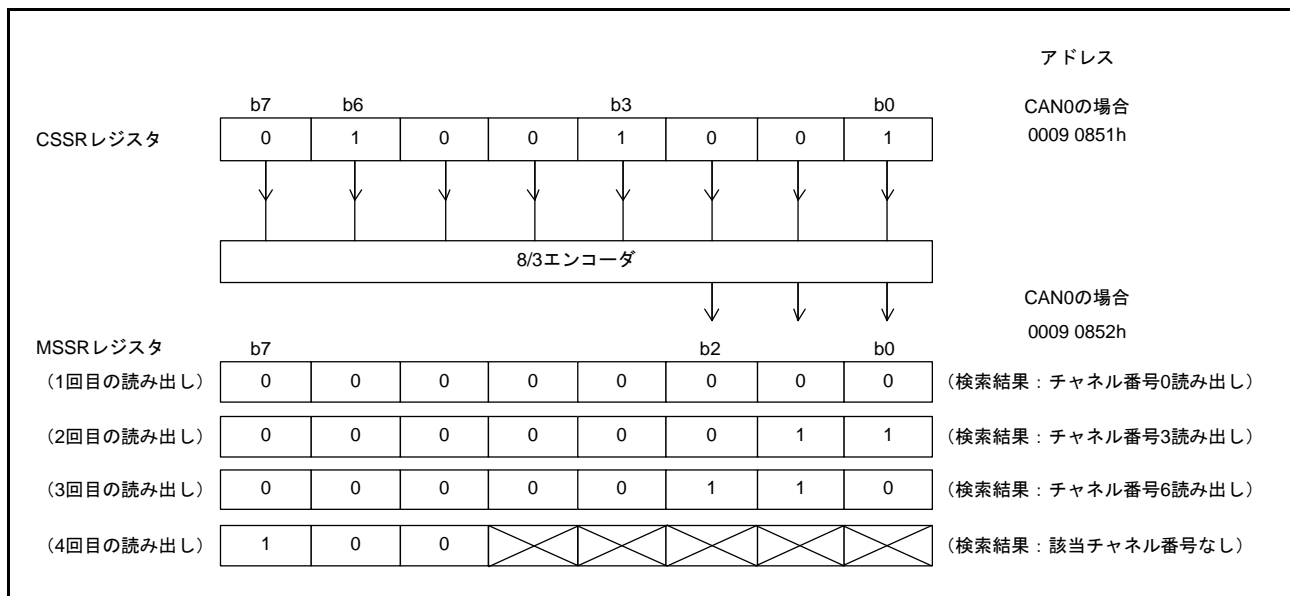 アドレス
b7 b6 b3 b0 CAN0の場合
CSSRレジスタ 0 1 0 0 1 0 0 1 0009 0851h
8/3エンコーダ
CAN0の場合
0009 0852h
MSSRレジスタ b7 b2 b0
（1回目の読み出し） 0 0 0 0 0 0 0 0 （検索結果：チャネル番号0読み出し）
（2回目の読み出し） 0 0 0 0 0 0 1 1 （検索結果：チャネル番号3読み出し）
（3回目の読み出し） 0 0 0 0 0 1 1 0 （検索結果：チャネル番号6読み出し）
（4回目の読み出し） 1 0 0 （検索結果：該当チャネル番号なし）